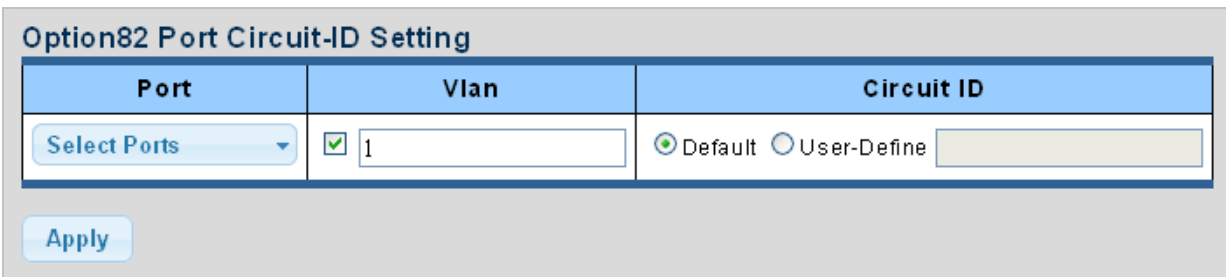 Option82 Port Circuit-ID Setting
Port Vlan Circuit ID
Select Ports 1 Default User-Define
Apply